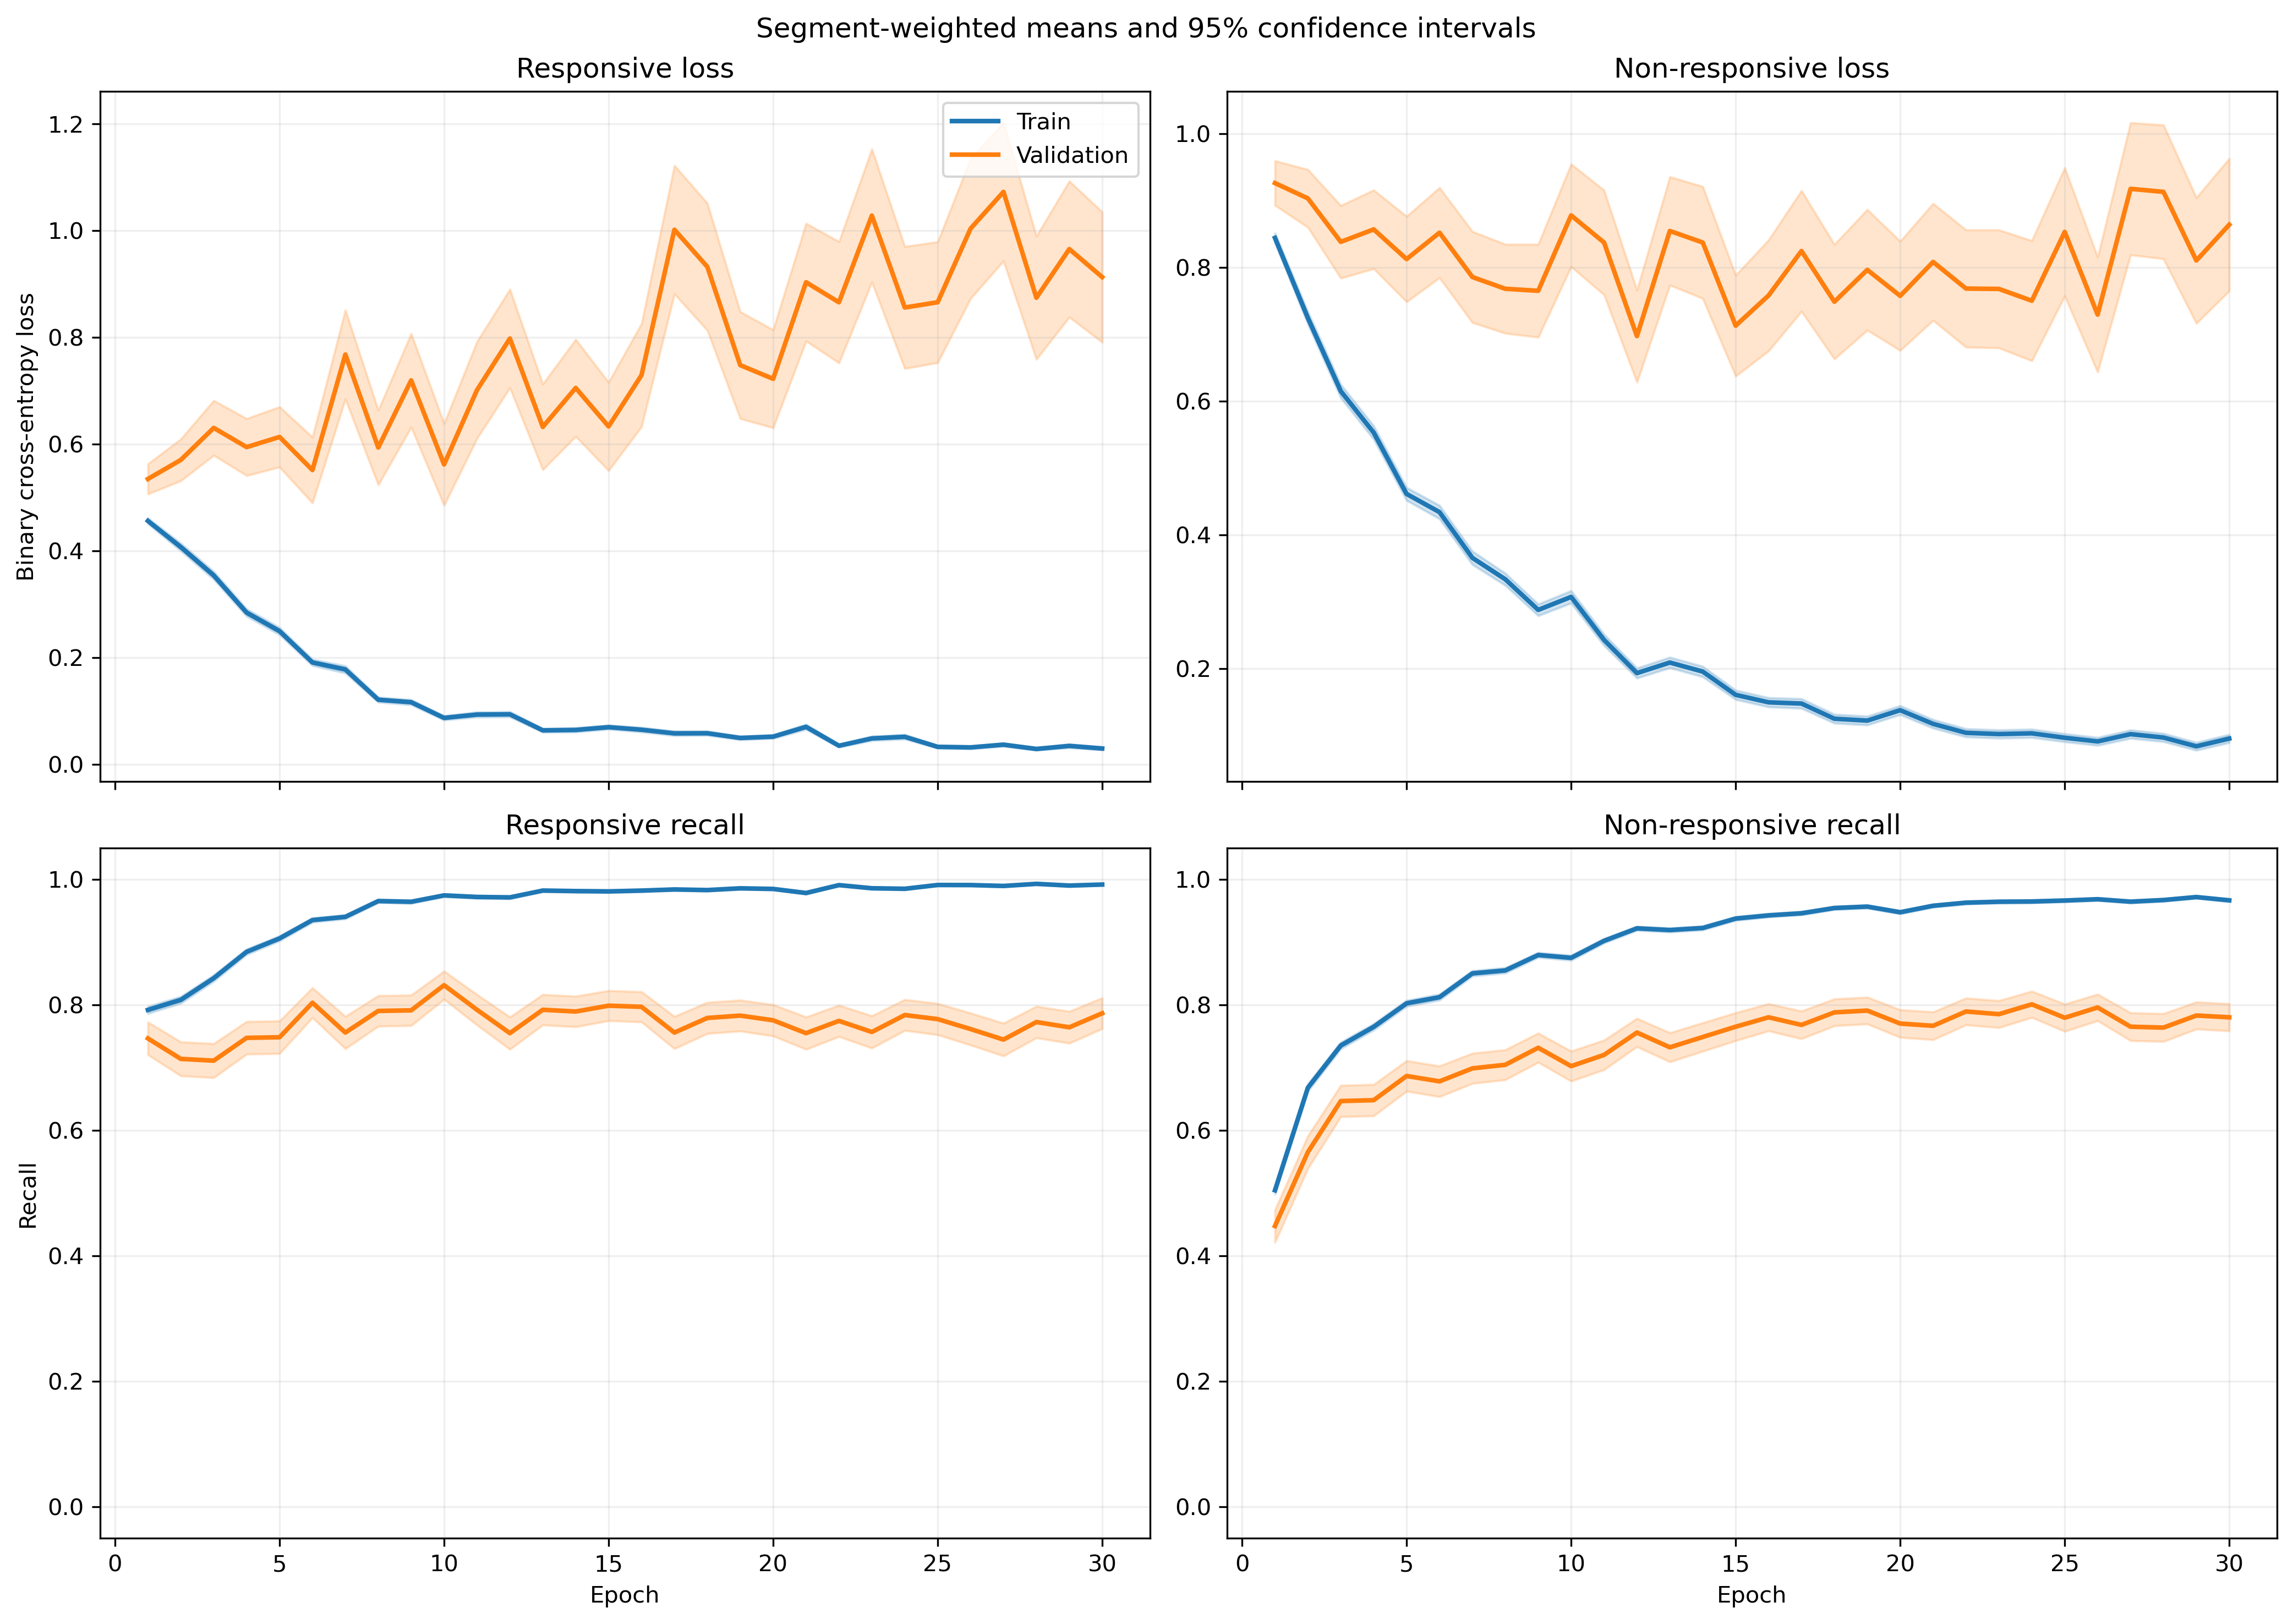 Segment-weighted means and 95% confidence intervals
Responsive loss
Non-responsive loss
Binary cross-entropy loss
1.2
1.0
0.8
0.6
0.4
0.2
0.0
Train
Validation
1.0
0.8
0.6
0.4
0.2
Responsive recall
Non-responsive recall
Recall
1.0
0.8
0.6
0.4
0.2
0.0
0 5 10 15 20 25 30
Epoch
1.0
0.8
0.6
0.4
0.2
0.0
0 5 10 15 20 25 30
Epoch